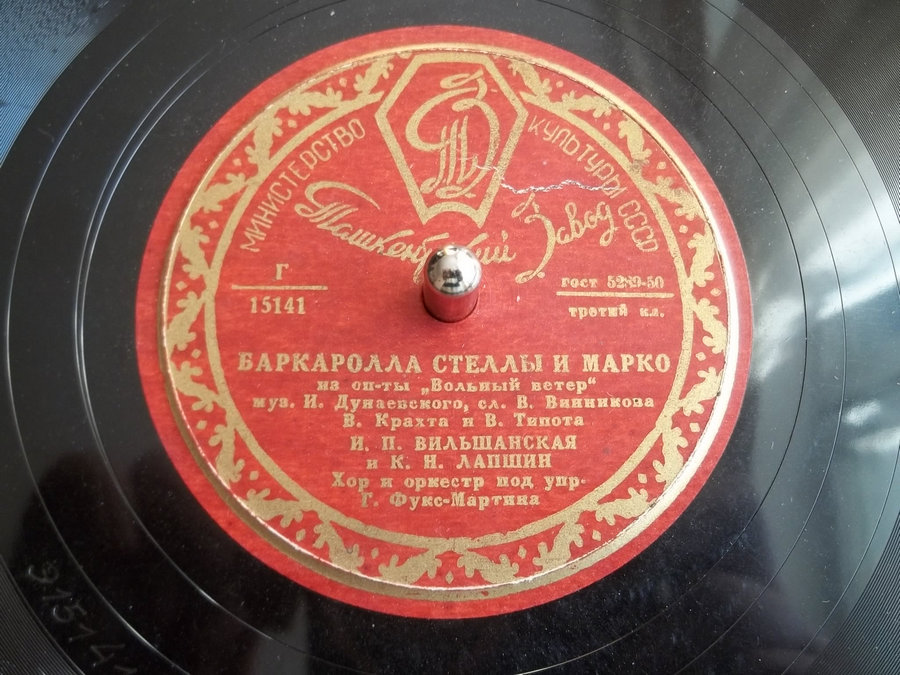 МИНИСТЕРСТВО КУЛЬТУРЫ СССР
Ташкентский Завод
Г
15141
гост 5289-50
третий кл.
БАРКАРОЛЛА СТЕЛЛЫ И МАРКО
из оп-ты „Вольный ветер“
муз. И. Дунаевского, сл. В. Винникова
В. Крахта и В. Типота
И. П. ВИЛЬШАНСКАЯ
и К. Н. ЛАПШИН
Хор и оркестр под упр.
Г. Фукс-Мартина